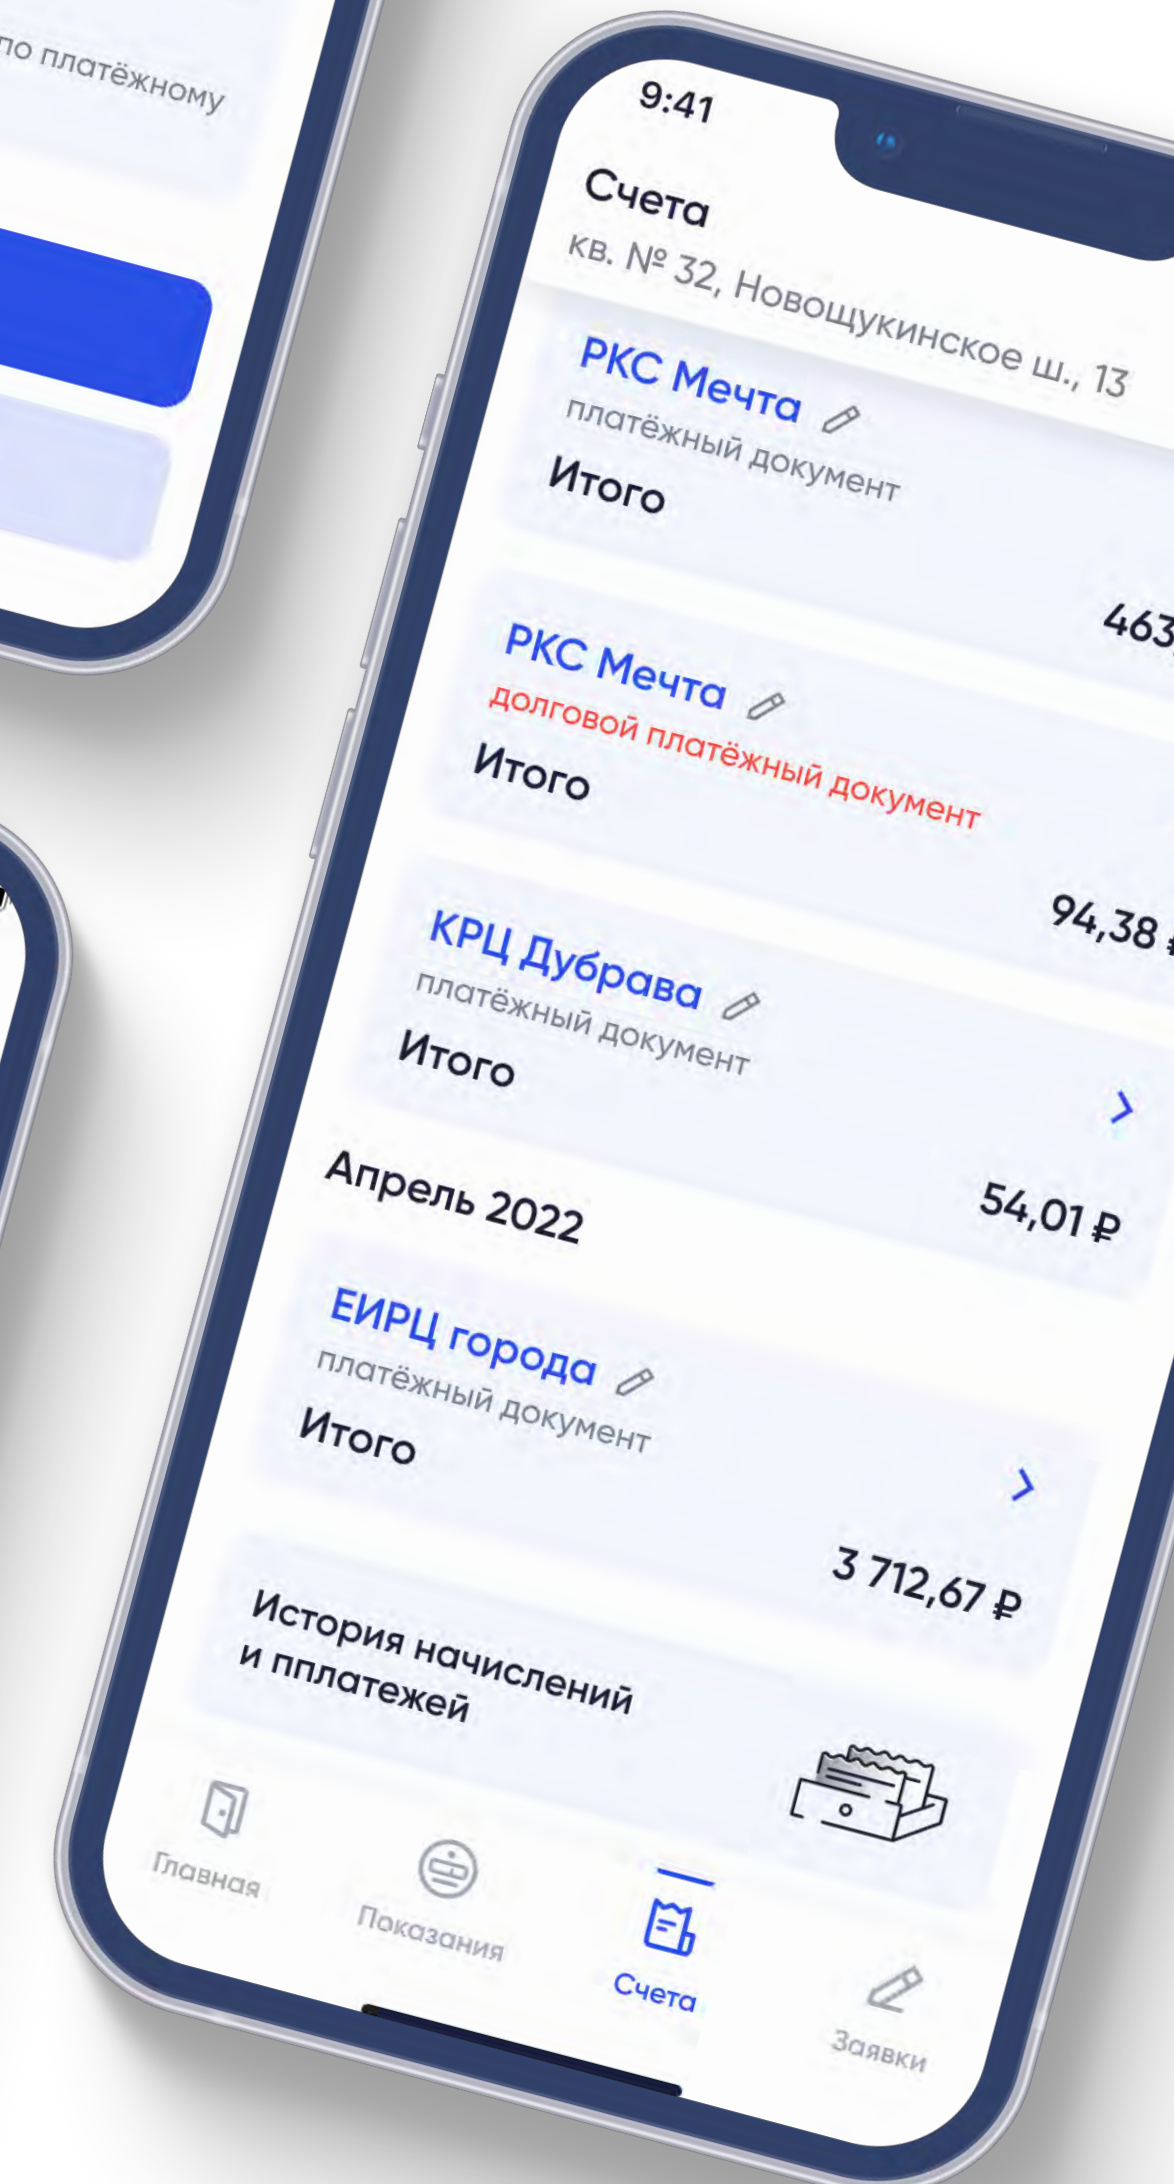 по платёжному
9:41
Счета
кв. № 32, Новощукинское ш., 13
РКС Мечта
платёжный документ
Итого
463,
РКС Мечта
долговой платёжный документ
Итого
94,38 ₽
КРЦ Дубрава
платёжный документ
Итого
54,01 ₽
Апрель 2022
ЕИРЦ города
платёжный документ
Итого
3 712,67 ₽
История начислений
и пплатежей
Главная
Показания
Счета
Заявки